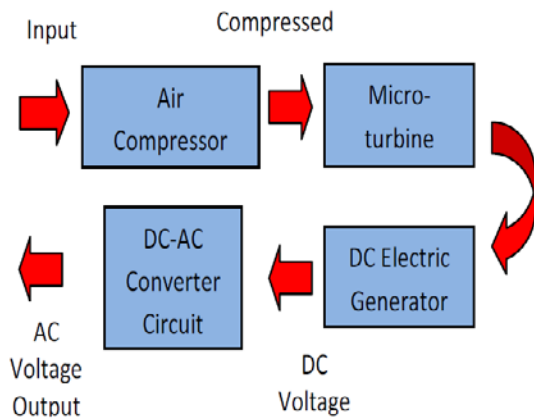 Input
Compressed
Air
Compressor
Micro-
turbine
DC Electric
Generator
DC
Voltage
DC-AC
Converter
Circuit
AC
Voltage
Output